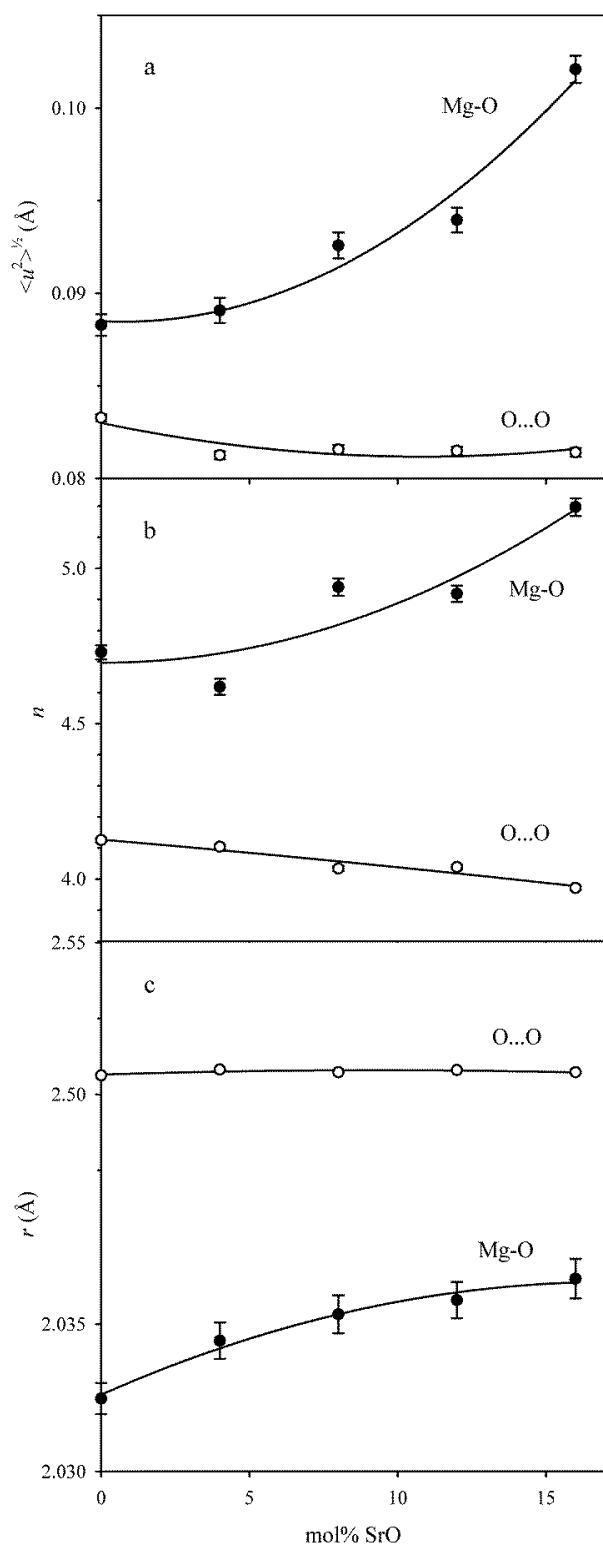 a
Mg-O
0.10
<u²>^½ (Å)
0.09
O...O
0.08
b
5.0
Mg-O
n
4.5
O...O
4.0
2.55
c
O...O
2.50
r (Å)
Mg-O
2.035
2.030
0 5 10 15
mol% SrO